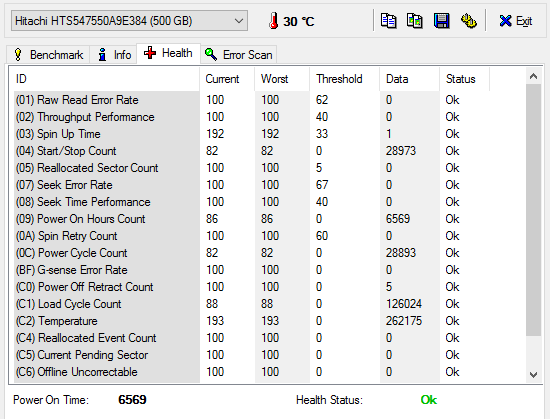 Hitachi HTS547550A9E384 (500 GB) 30 °C Exit
Benchmark Info Health Error Scan
ID Current Worst Threshold Data Status
(01) Raw Read Error Rate 100 100 62 0 Ok
(02) Throughput Performance 100 100 40 0 Ok
(03) Spin Up Time 192 192 33 1 Ok
(04) Start/Stop Count 82 82 0 28973 Ok
(05) Reallocated Sector Count 100 100 5 0 Ok
(07) Seek Error Rate 100 100 67 0 Ok
(08) Seek Time Performance 100 100 40 0 Ok
(09) Power On Hours Count 86 86 0 6569 Ok
(0A) Spin Retry Count 100 100 60 0 Ok
(0C) Power Cycle Count 82 82 0 28893 Ok
(BF) G-sense Error Rate 100 100 0 0 Ok
(C0) Power Off Retract Count 100 100 0 5 Ok
(C1) Load Cycle Count 88 88 0 126024 Ok
(C2) Temperature 193 193 0 262175 Ok
(C4) Reallocated Event Count 100 100 0 0 Ok
(C5) Current Pending Sector 100 100 0 0 Ok
(C6) Offline Uncorrectable 100 100 0 0 Ok
Power On Time: 6569 Health Status: Ok